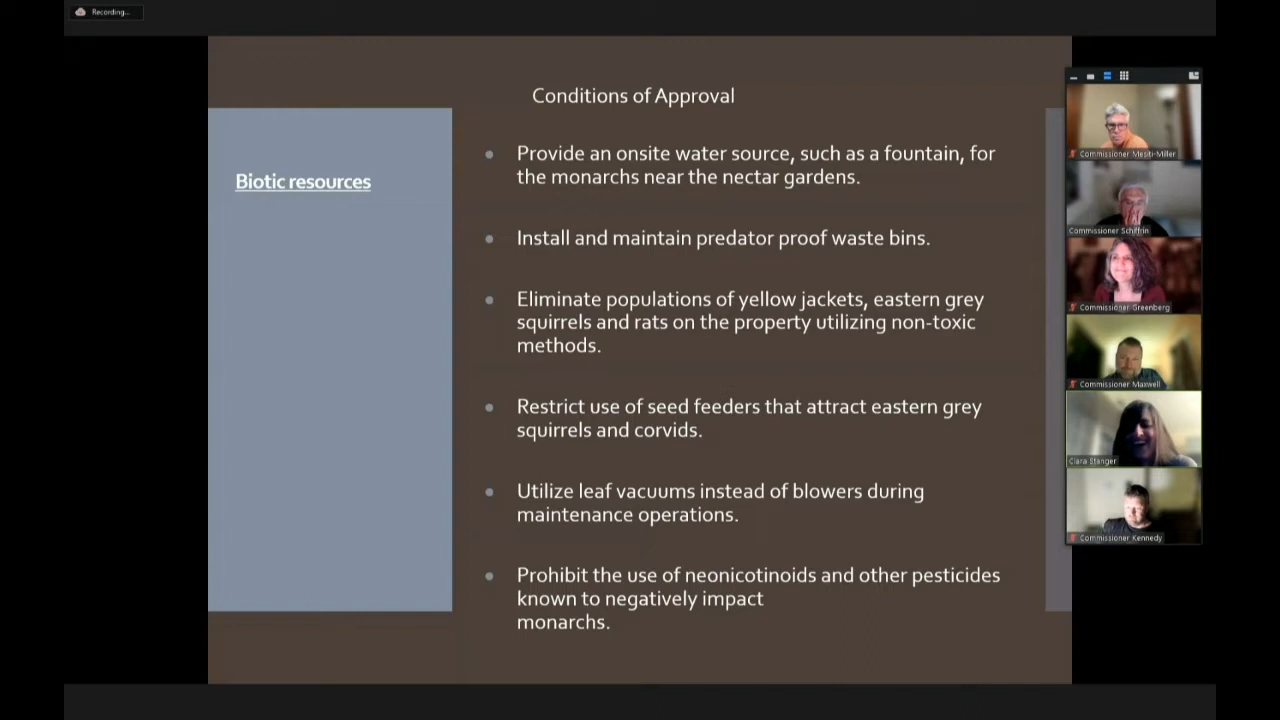 Recording...
Conditions of Approval
Biotic resources
Provide an onsite water source, such as a fountain, for
the monarchs near the nectar gardens.
Install and maintain predator proof waste bins.
Eliminate populations of yellow jackets, eastern grey
squirrels and rats on the property utilizing non-toxic
methods.
Restrict use of seed feeders that attract eastern grey
squirrels and corvids.
Utilize leaf vacuums instead of blowers during
maintenance operations.
Prohibit the use of neonicotinoids and other pesticides
known to negatively impact
monarchs.
Commissioner Mesiti-Miller
Commissioner Schiffrin
Commissioner Greenberg
Commissioner Maxwell
Clara Stanger
Commissioner Kennedy